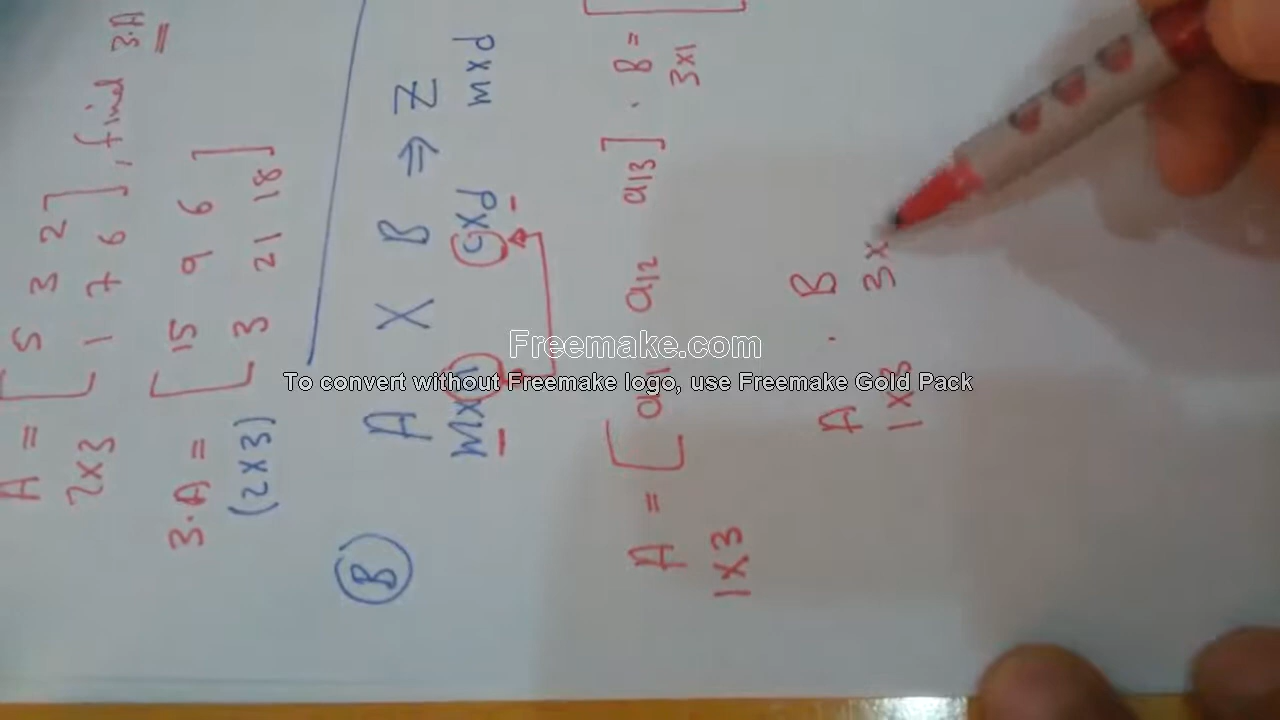 A = [ 5 3 2 ] , find 3.A
2x3 1 7 6
3.A = [ 15 9 6 ]
(2x3) 3 21 18
B A X B ⇒ Z
mxn cxd mxd
A = [ a11 a12 a13 ] . B = [
1x3 3x1
A . B
1x3 3x
Freemake.com
To convert without Freemake logo, use Freemake Gold Pack